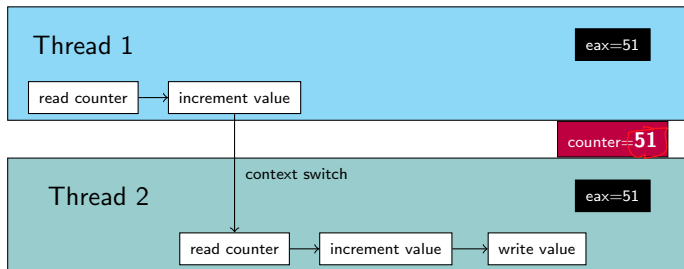 Thread 1
eax=51
read counter
increment value
counter=51
context switch
Thread 2
eax=51
read counter
increment value
write value